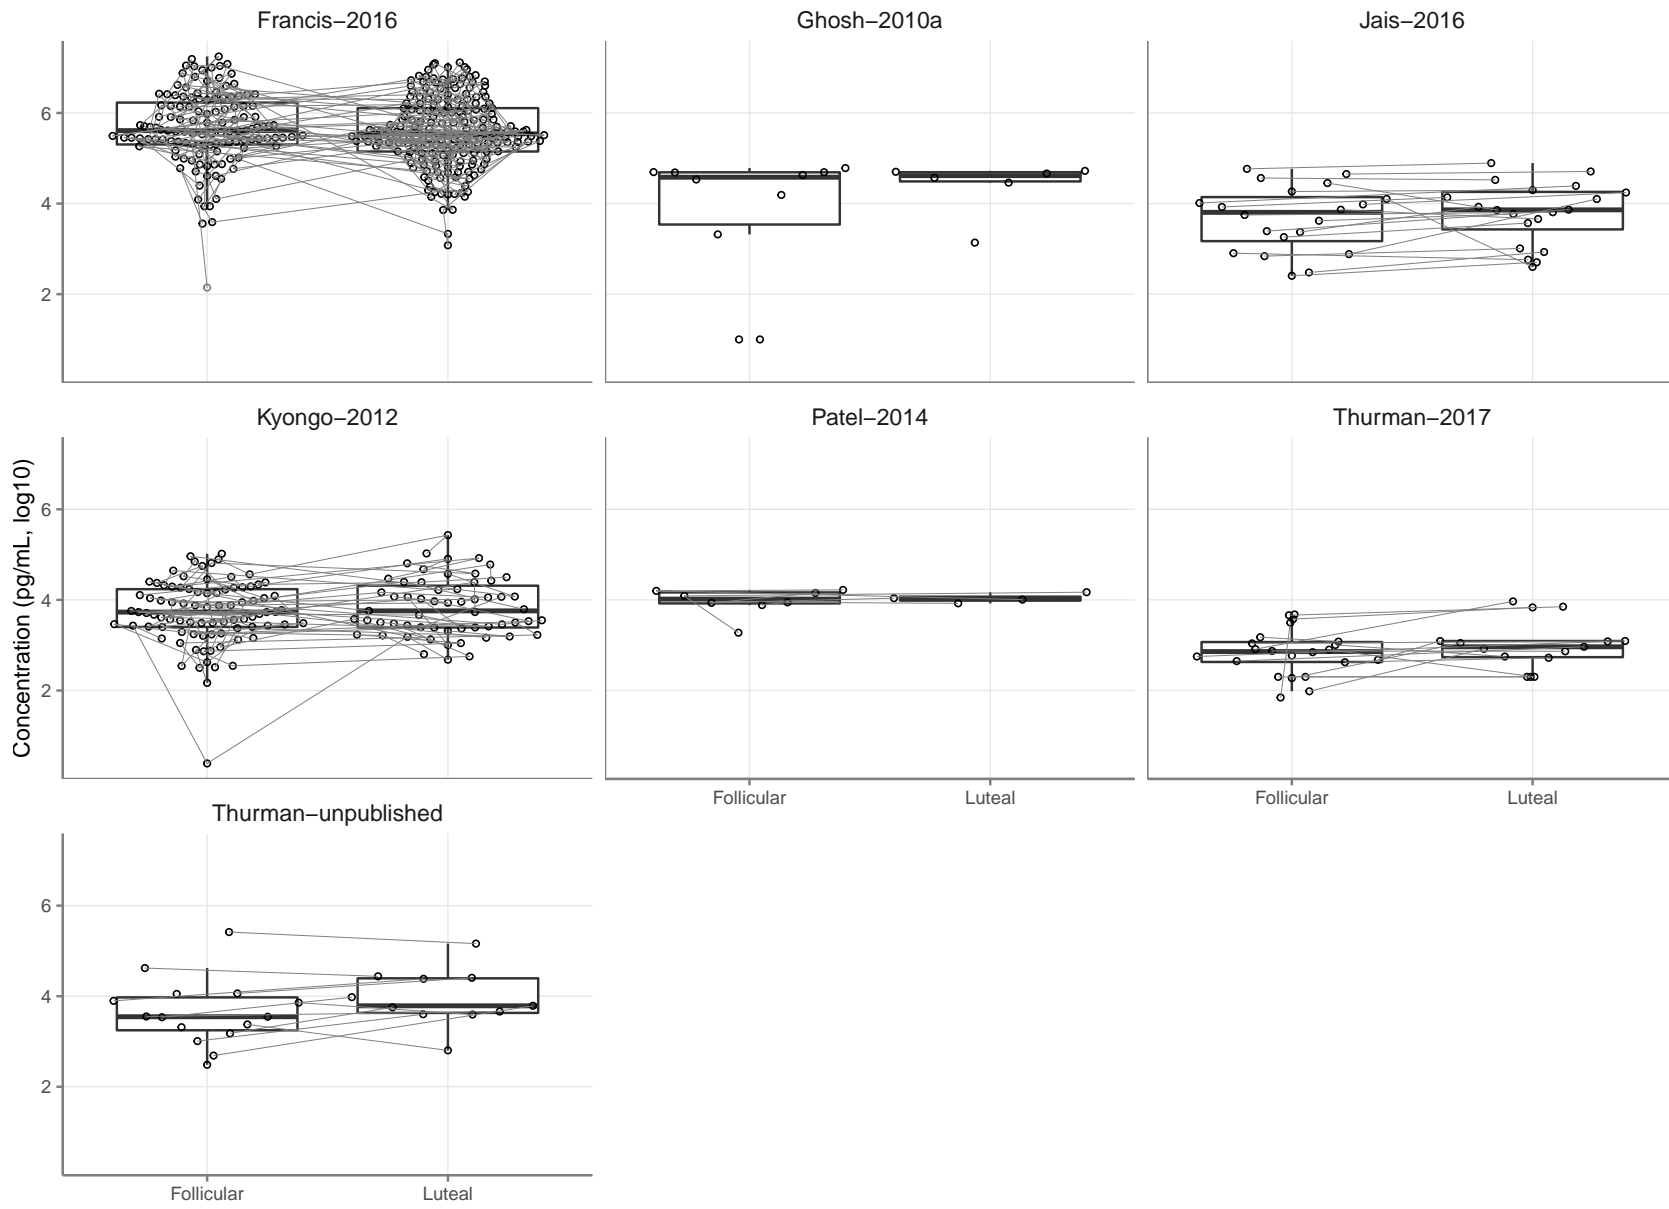 Francis−2016
Ghosh−2010a
Jais−2016
6
4
2
Kyongo−2012
Patel−2014
Thurman−2017
Concentration (pg/mL, log10)
6
4
2
Follicular
Luteal
Follicular
Luteal
Thurman−unpublished
6
4
2
Follicular
Luteal